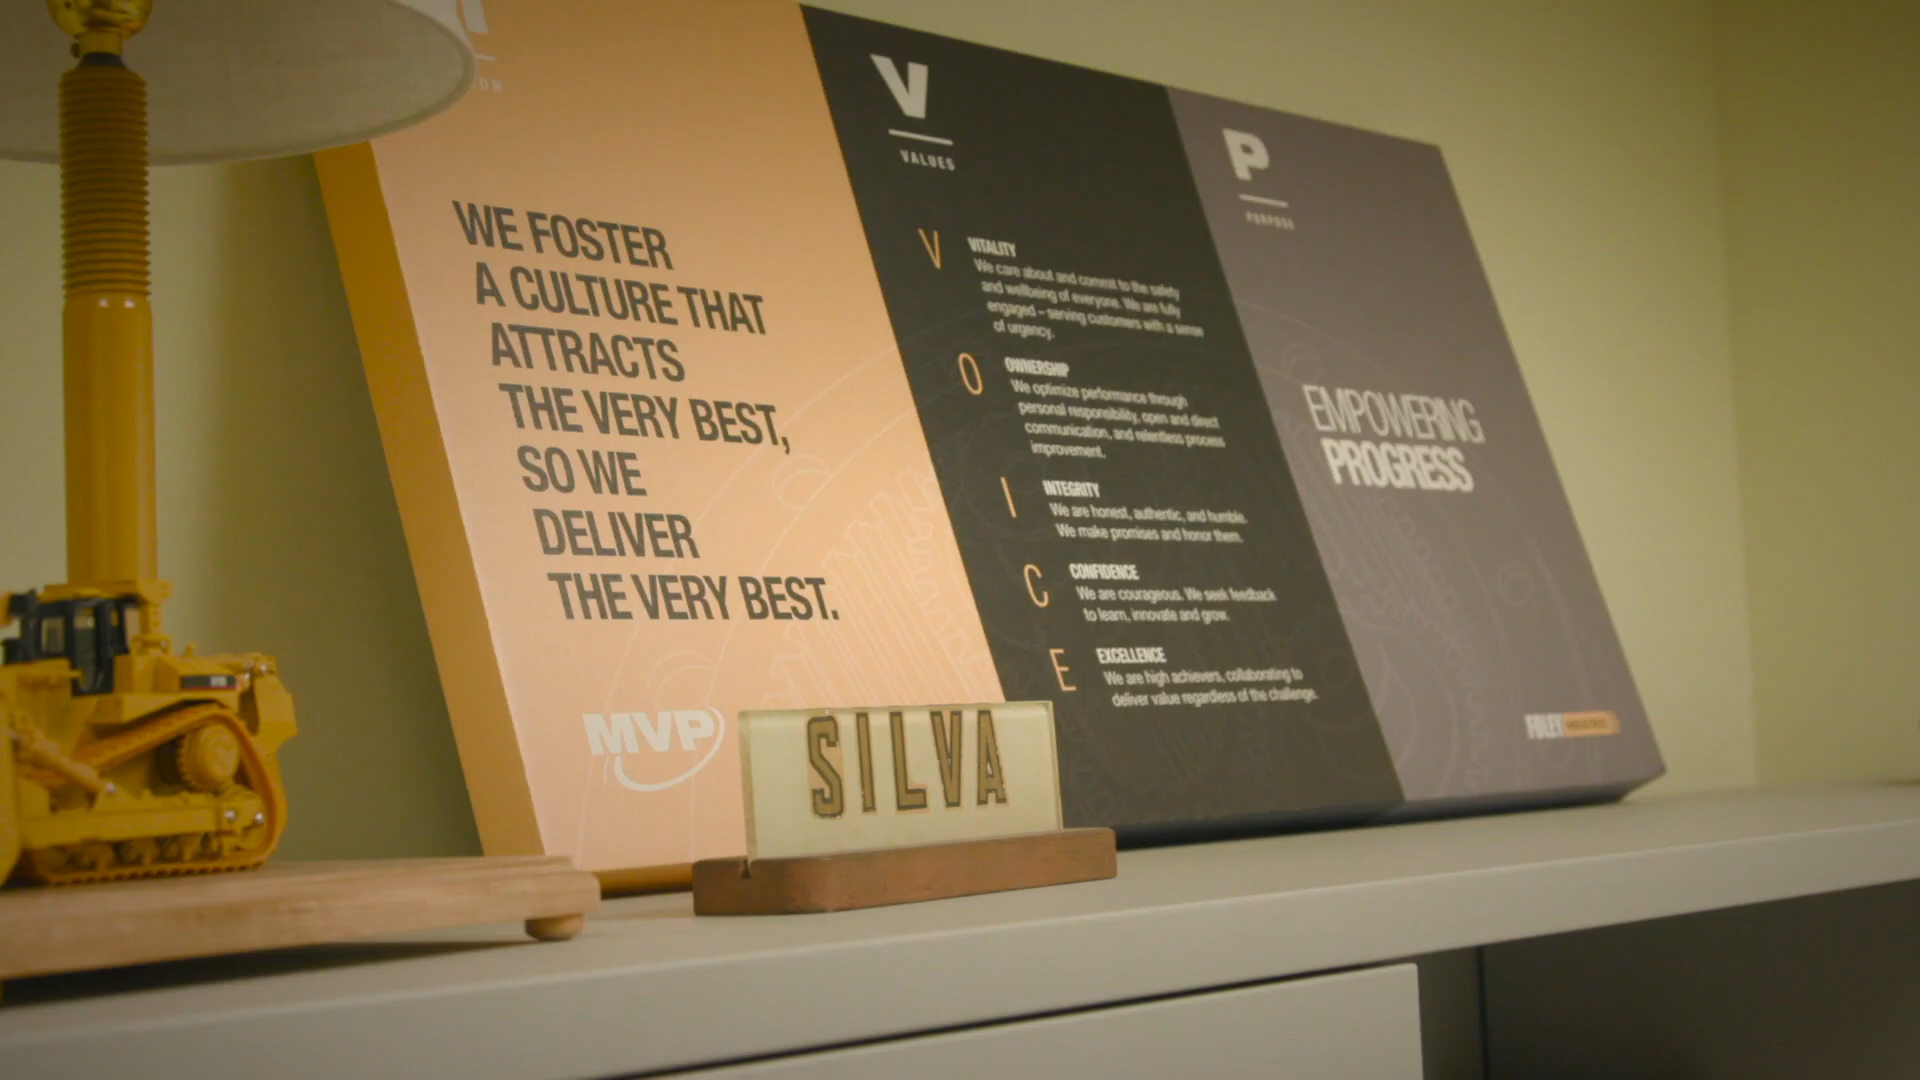 WE FOSTER
A CULTURE THAT
ATTRACTS
THE VERY BEST,
SO WE
DELIVER
THE VERY BEST.
MVP
V
VALUES
V
VITALITY
We care about and commit to the safety
and wellbeing of everyone. We are fully
engaged – serving customers with a sense
of urgency.
O
OWNERSHIP
We optimize performance through
personal responsibility, open and direct
communication, and relentless process
improvement.
I
INTEGRITY
We are honest, authentic, and humble.
We make promises and honor them.
C
CONFIDENCE
We are courageous. We seek feedback
to learn, innovate and grow.
E
EXCELLENCE
We are high achievers, collaborating to
deliver value regardless of the challenge.
P
PURPOSE
EMPOWERING
PROGRESS
FOLEY INDUSTRIES
SILVA